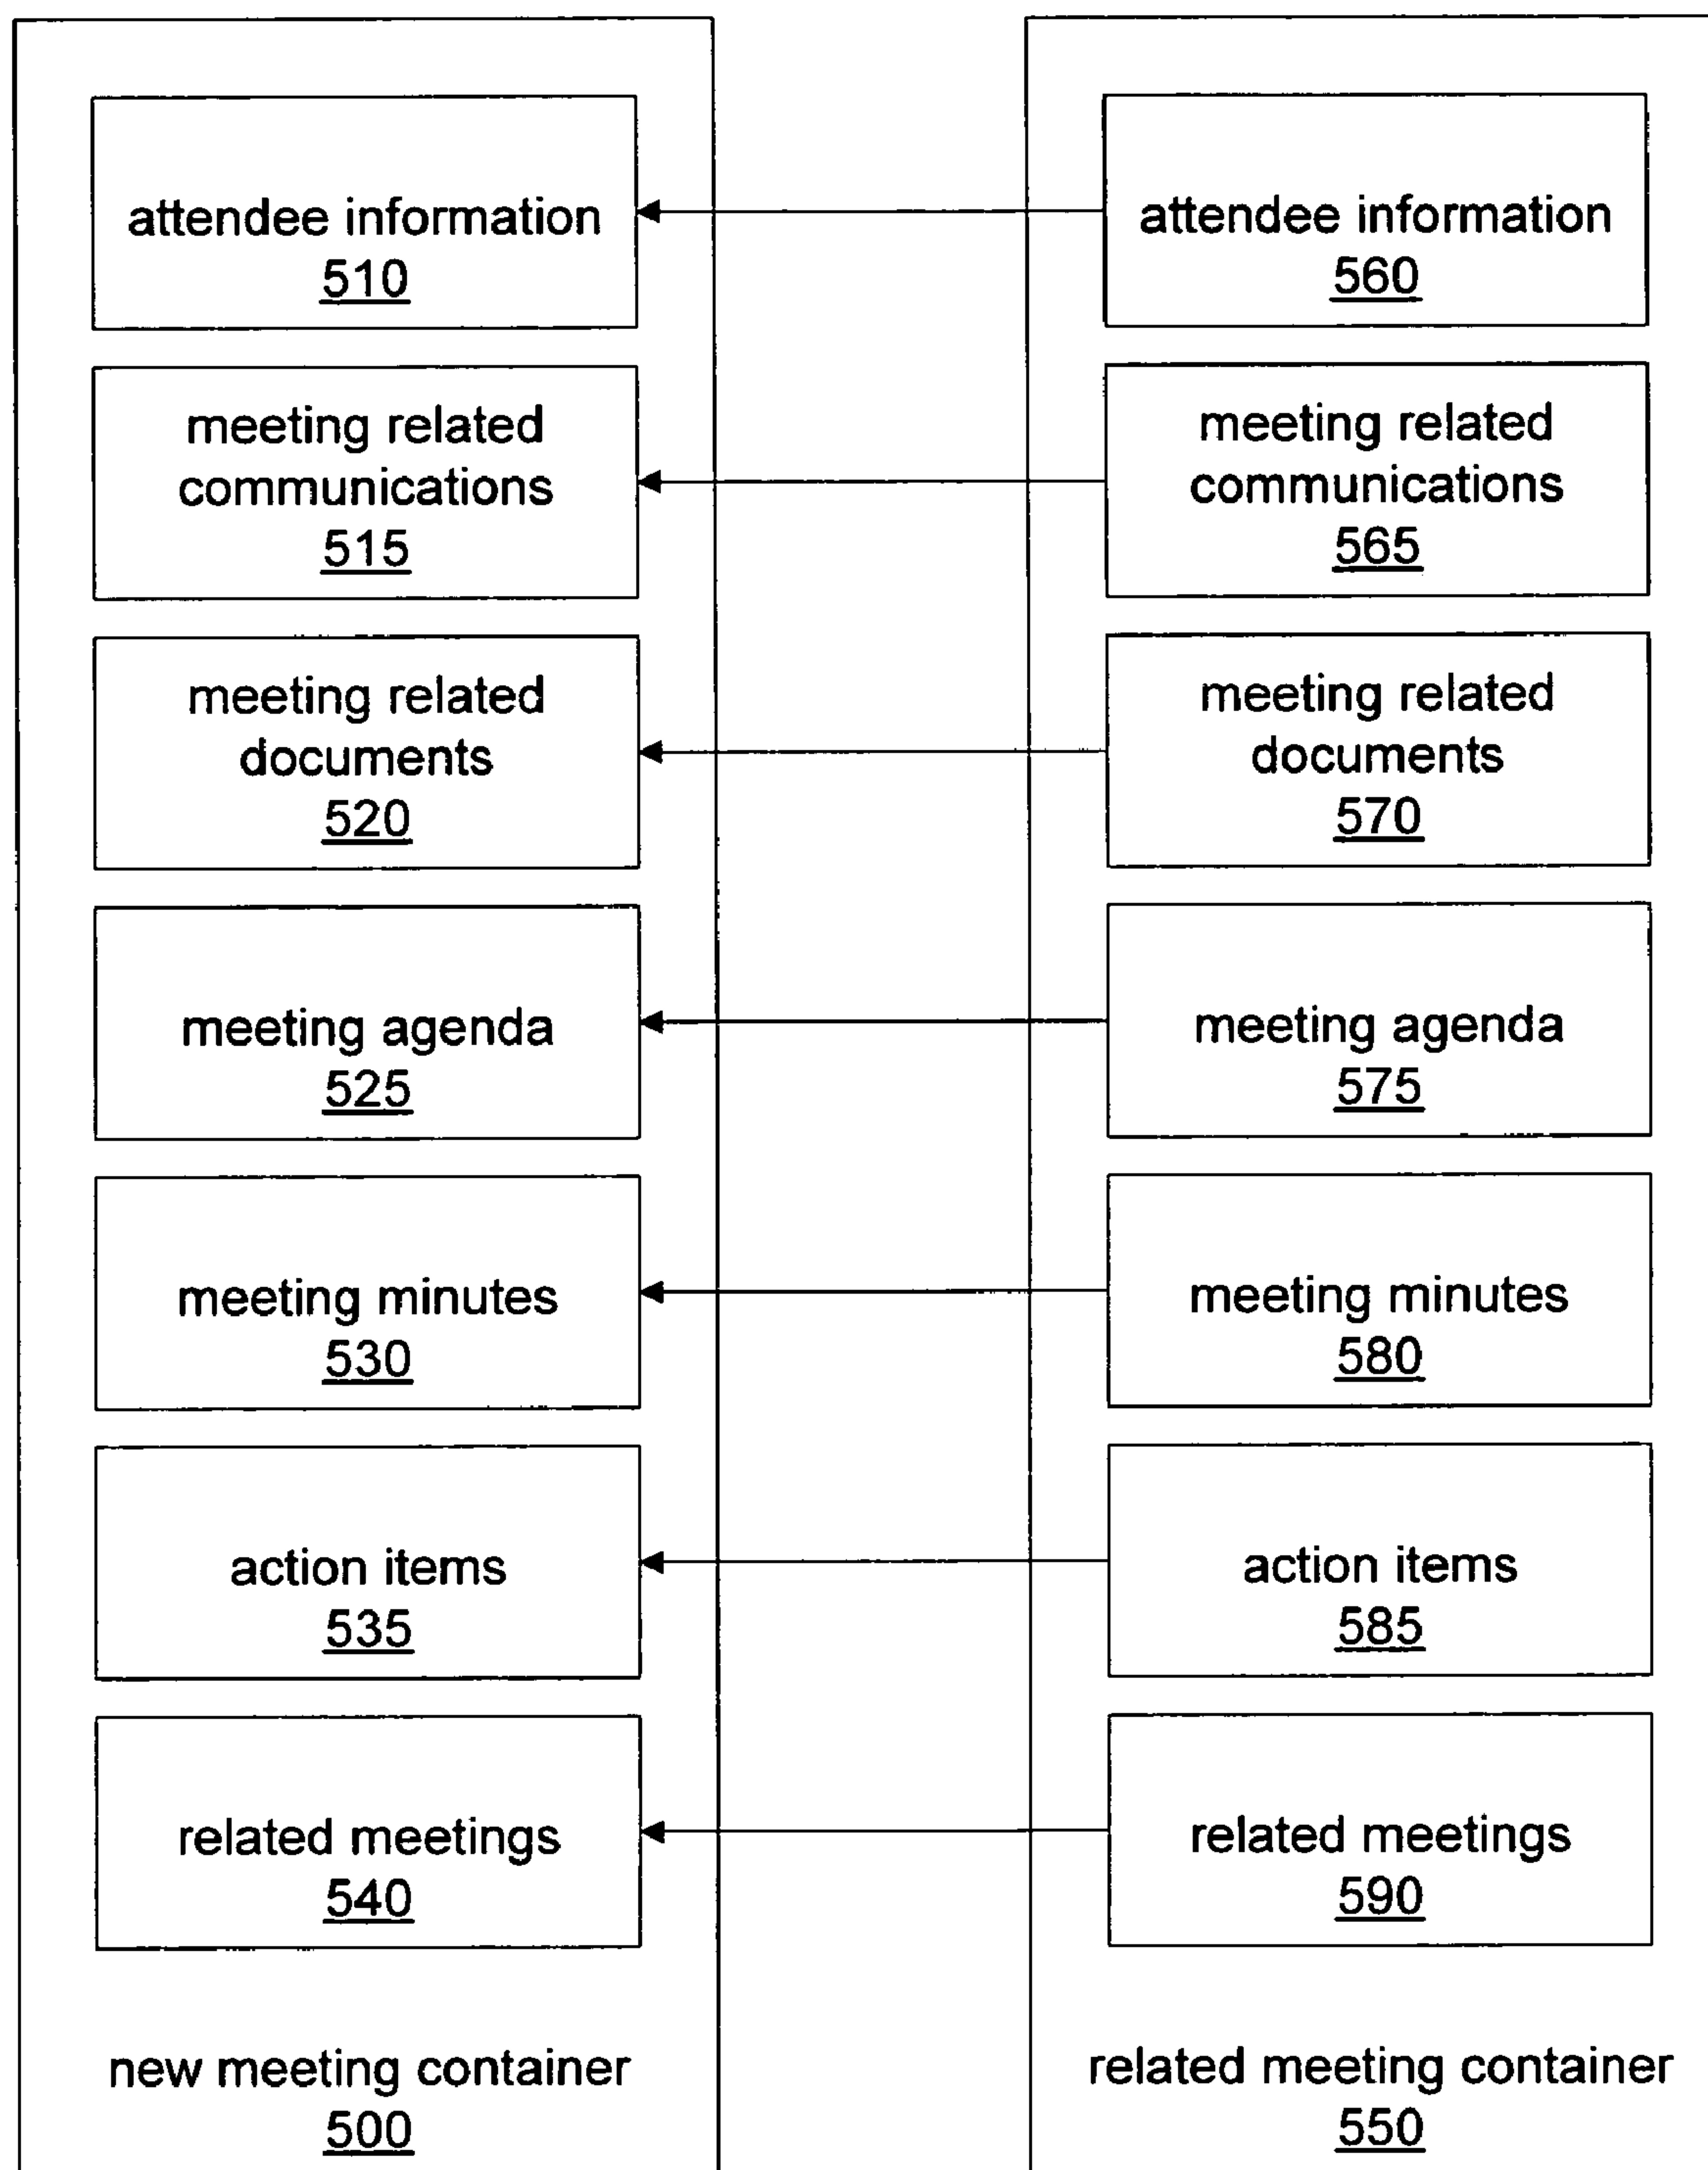 attendee information
510
meeting related
communications
515
meeting related
documents
520
meeting agenda
525
meeting minutes
530
action items
535
related meetings
540
new meeting container
500
attendee information
560
meeting related
communications
565
meeting related
documents
570
meeting agenda
575
meeting minutes
580
action items
585
related meetings
590
related meeting container
550